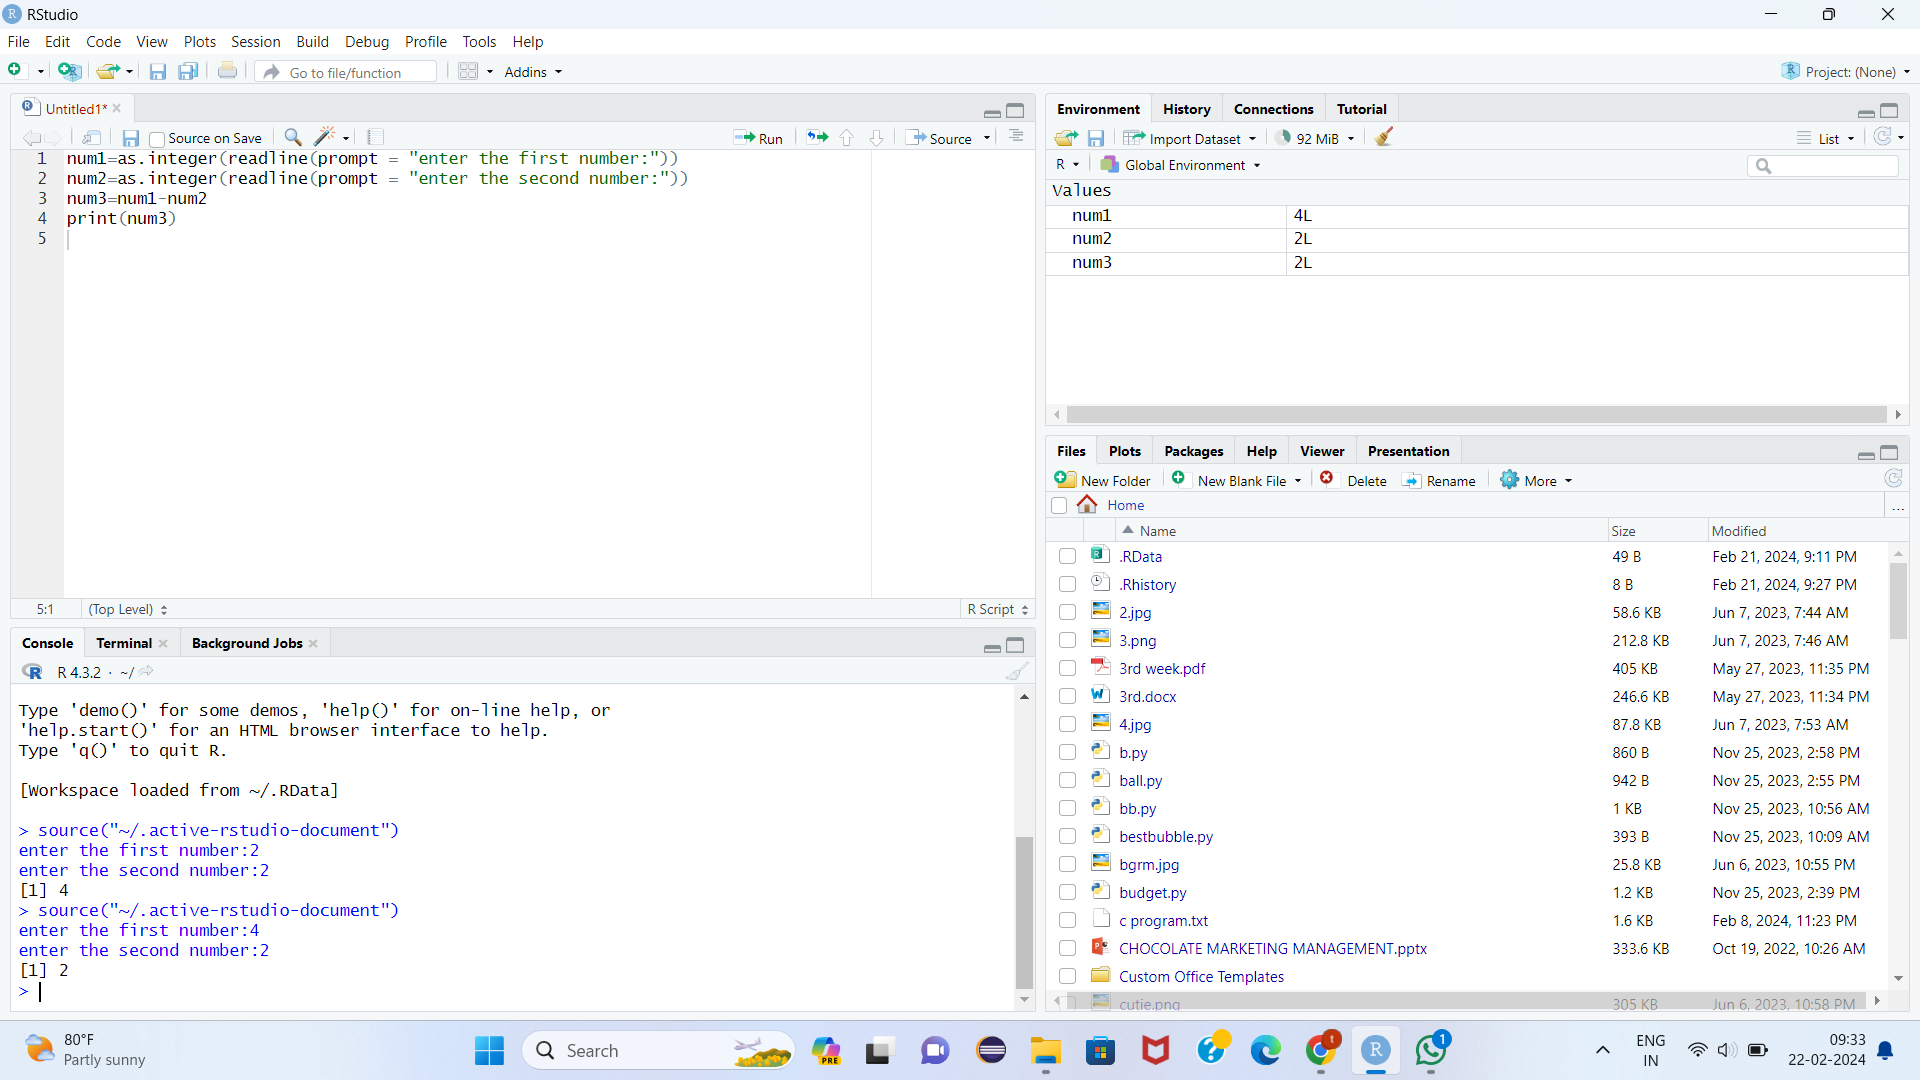 RStudio
File Edit Code View Plots Session Build Debug Profile Tools Help
Go to file/function Addins Project: (None)
Untitled1*
Source on Save Run Source
1 num1=as.integer(readline(prompt = "enter the first number:"))
2 num2=as.integer(readline(prompt = "enter the second number:"))
3 num3=num1-num2
4 print(num3)
5
5:1 (Top Level) R Script
Console Terminal Background Jobs
R 4.3.2 · ~/
Type 'demo()' for some demos, 'help()' for on-line help, or
'help.start()' for an HTML browser interface to help.
Type 'q()' to quit R.
[Workspace loaded from ~/.RData]
> source("~/.active-rstudio-document")
enter the first number:2
enter the second number:2
[1] 4
> source("~/.active-rstudio-document")
enter the first number:4
enter the second number:2
[1] 2
>
Environment History Connections Tutorial
Import Dataset 92 MiB List
R Global Environment
Values
num1 4L
num2 2L
num3 2L
Files Plots Packages Help Viewer Presentation
New Folder New Blank File Delete Rename More
Home ...
Name Size Modified
.RData 49 B Feb 21, 2024, 9:11 PM
.Rhistory 8 B Feb 21, 2024, 9:27 PM
2.jpg 58.6 KB Jun 7, 2023, 7:44 AM
3.png 212.8 KB Jun 7, 2023, 7:46 AM
3rd week.pdf 405 KB May 27, 2023, 11:35 PM
3rd.docx 246.6 KB May 27, 2023, 11:34 PM
4.jpg 87.8 KB Jun 7, 2023, 7:53 AM
b.py 860 B Nov 25, 2023, 2:58 PM
ball.py 942 B Nov 25, 2023, 2:55 PM
bb.py 1 KB Nov 25, 2023, 10:56 AM
bestbubble.py 393 B Nov 25, 2023, 10:09 AM
bgrm.jpg 25.8 KB Jun 6, 2023, 10:55 PM
budget.py 1.2 KB Nov 25, 2023, 2:39 PM
c program.txt 1.6 KB Feb 8, 2024, 11:23 PM
CHOCOLATE MARKETING MANAGEMENT.pptx 333.6 KB Oct 19, 2022, 10:26 AM
Custom Office Templates
cutie.png 305 KB Jun 6, 2023, 10:58 PM
80°F
Partly sunny
Search
PRE
1
ENG
IN
09:33
22-02-2024